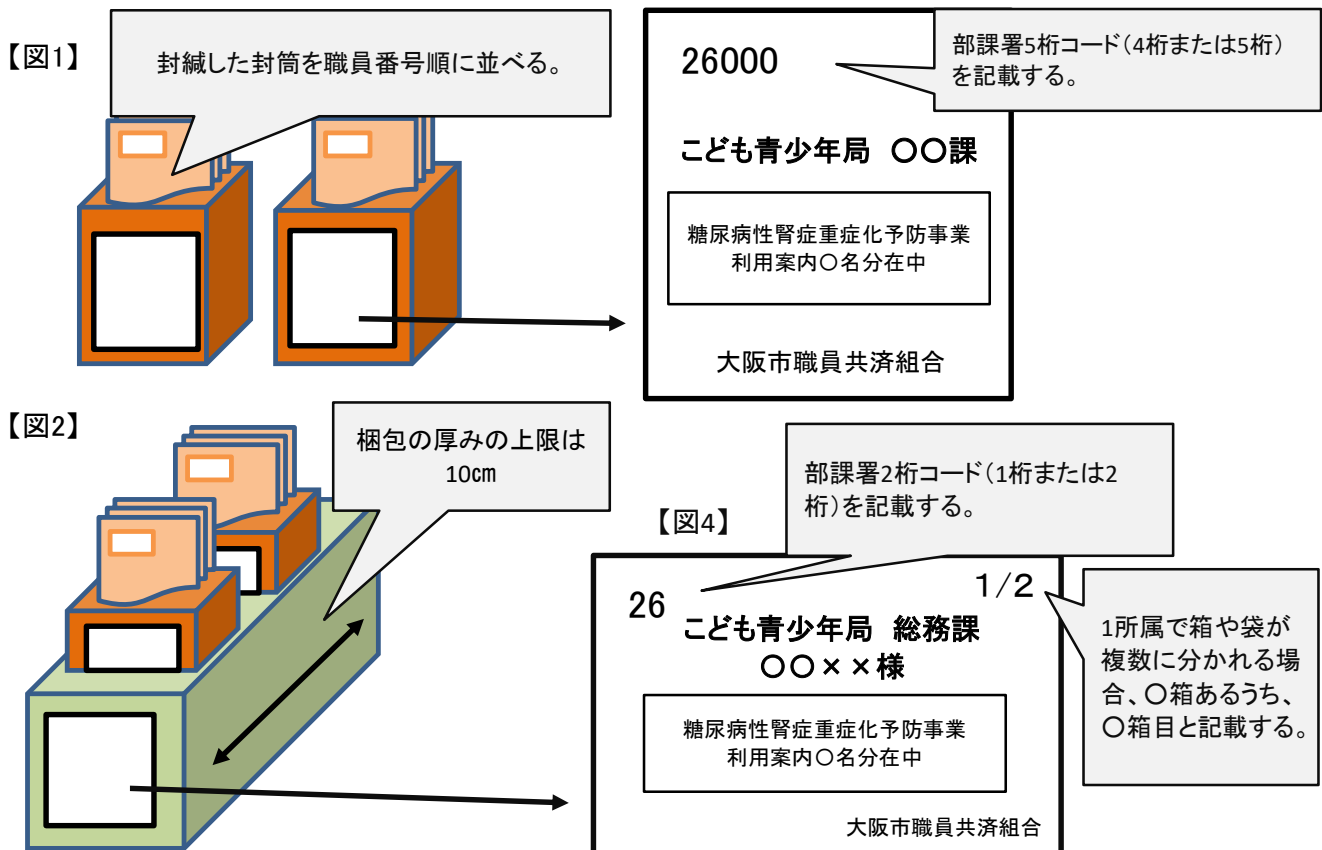 【図1】
封緘した封筒を職員番号順に並べる。
26000
部課署5桁コード(4桁または5桁)
を記載する。
こども青少年局 〇〇課
糖尿病性腎症重症化予防事業
利用案内〇名分在中
大阪市職員共済組合
【図2】
梱包の厚みの上限は
10㎝
部課署2桁コード(1桁または2
桁)を記載する。
【図4】
26
1/2
こども青少年局 総務課
〇〇××様
糖尿病性腎症重症化予防事業
利用案内〇名分在中
大阪市職員共済組合
1所属で箱や袋が
複数に分かれる場
合、〇箱あるうち、
〇箱目と記載する。